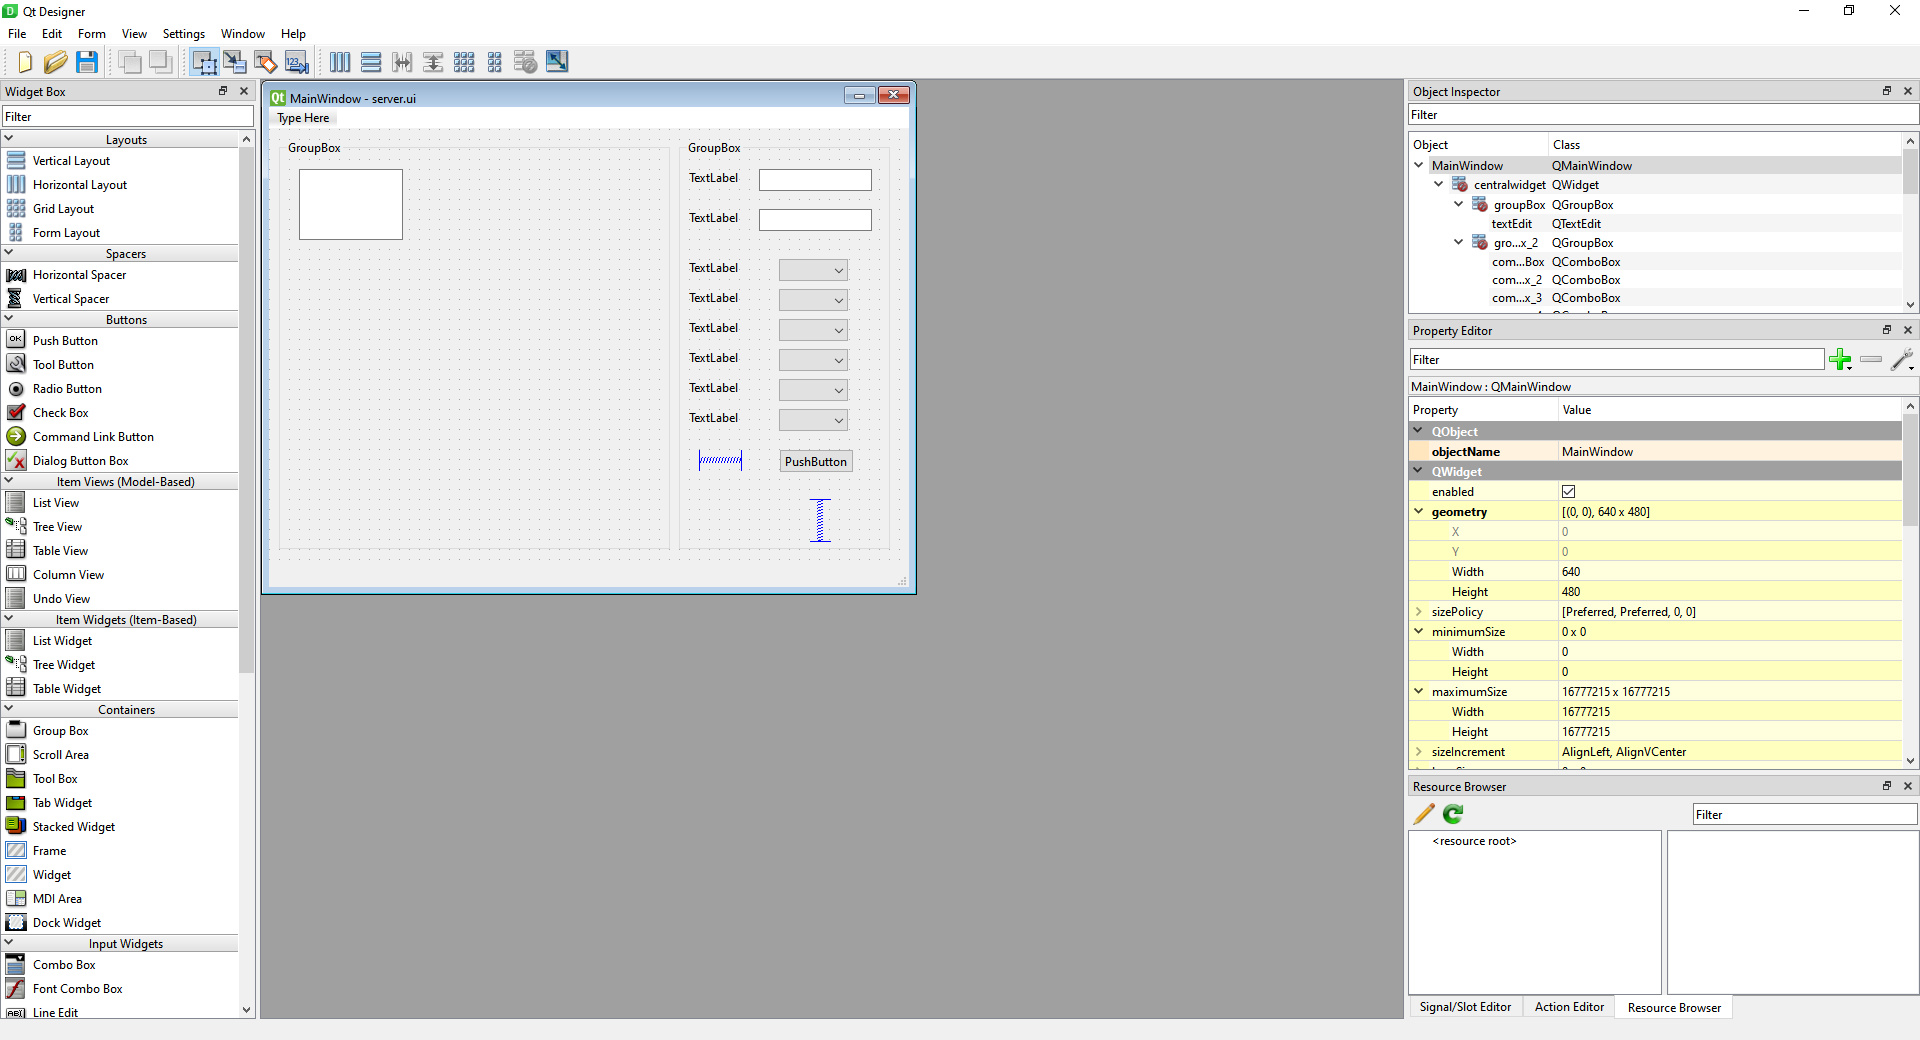 Qt Designer
File Edit Form View Settings Window Help
Widget Box
Filter
Layouts
Vertical Layout
Horizontal Layout
Grid Layout
Form Layout
Spacers
Horizontal Spacer
Vertical Spacer
Buttons
OK Push Button
Tool Button
Radio Button
Check Box
Command Link Button
Dialog Button Box
Item Views (Model-Based)
List View
Tree View
Table View
Column View
Undo View
Item Widgets (Item-Based)
List Widget
Tree Widget
Table Widget
Containers
Group Box
Scroll Area
Tool Box
Tab Widget
Stacked Widget
Frame
Widget
MDI Area
Dock Widget
Input Widgets
Combo Box
Font Combo Box
Line Edit
Qt MainWindow - server.ui
Type Here
GroupBox
GroupBox
TextLabel
TextLabel
TextLabel
TextLabel
TextLabel
TextLabel
TextLabel
TextLabel
PushButton
Object Inspector
Filter
Object Class
MainWindow QMainWindow
centralwidget QWidget
groupBox QGroupBox
textEdit QTextEdit
gro...x_2 QGroupBox
com...Box QComboBox
com...x_2 QComboBox
com...x_3 QComboBox
Property Editor
Filter
MainWindow : QMainWindow
Property Value
QObject
objectName MainWindow
QWidget
enabled
geometry [(0, 0), 640 x 480]
X 0
Y 0
Width 640
Height 480
sizePolicy [Preferred, Preferred, 0, 0]
minimumSize 0 x 0
Width 0
Height 0
maximumSize 16777215 x 16777215
Width 16777215
Height 16777215
sizeIncrement AlignLeft, AlignVCenter
Resource Browser
Filter
<resource root>
Signal/Slot Editor Action Editor Resource Browser